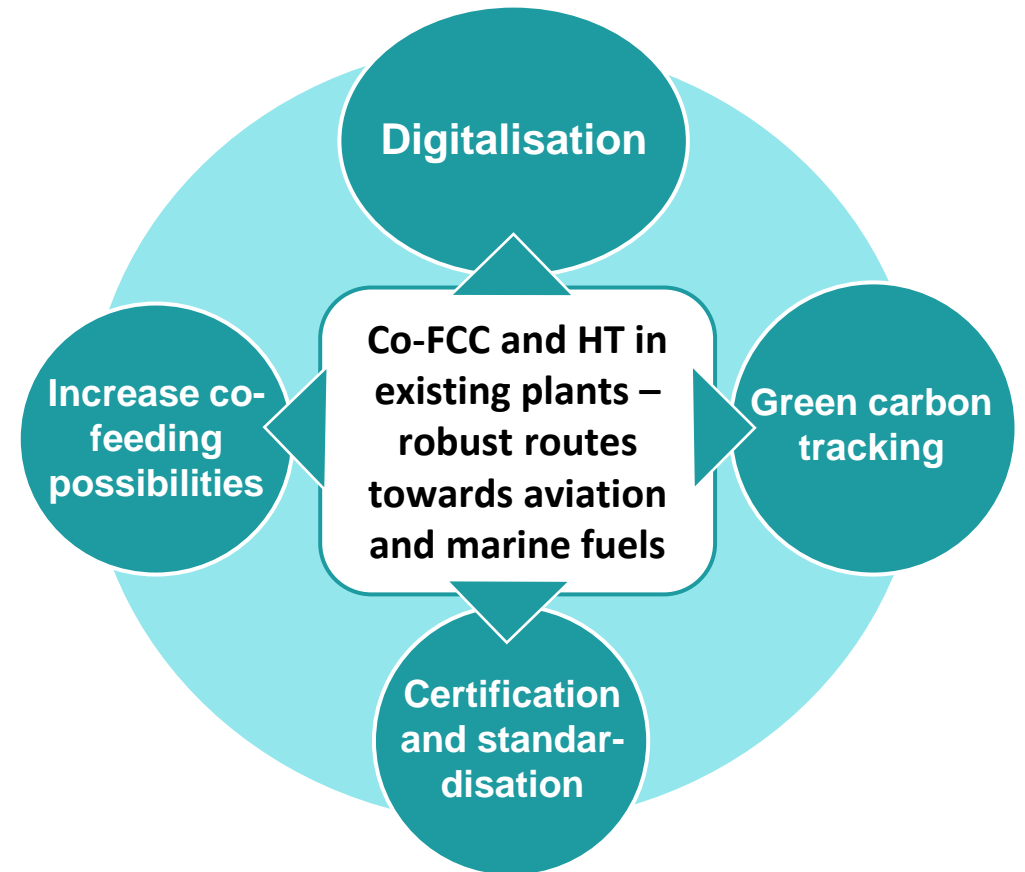 Digitalisation
Increase co-
feeding
possibilities
Co-FCC and HT in
existing plants –
robust routes
towards aviation
and marine fuels
Green carbon
tracking
Certification
and standar-
disation